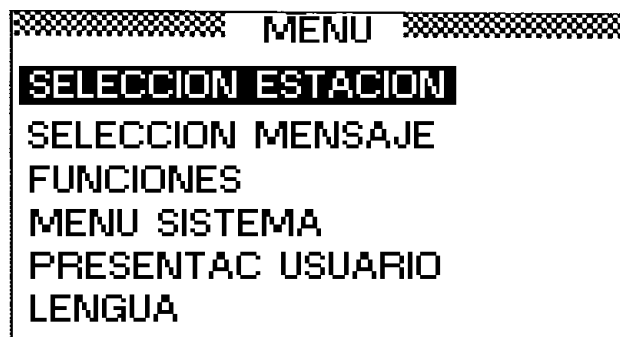 MENU
SELECCION ESTACION
SELECCION MENSAJE
FUNCIONES
MENU SISTEMA
PRESENTAC USUARIO
LENGUA